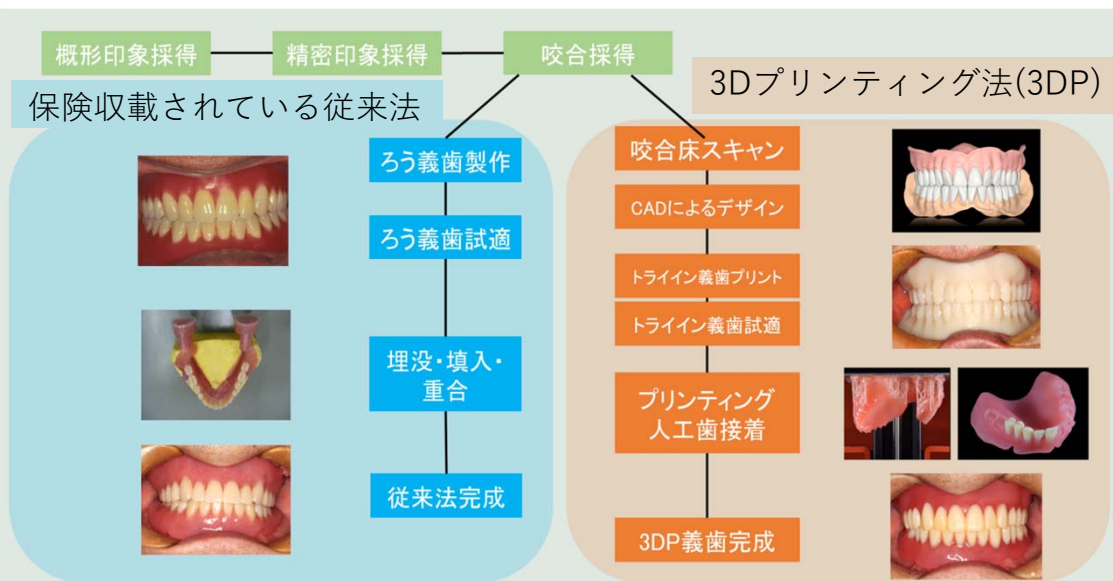 概形印象採得
精密印象採得
咬合採得
保険収載されている従来法
3Dプリンティング法(3DP)
ろう義歯製作
ろう義歯試適
埋没・填入・
重合
従来法完成
咬合床スキャン
CADによるデザイン
トライイン義歯プリント
トライイン義歯試適
プリンティング
人工歯接着
3DP義歯完成